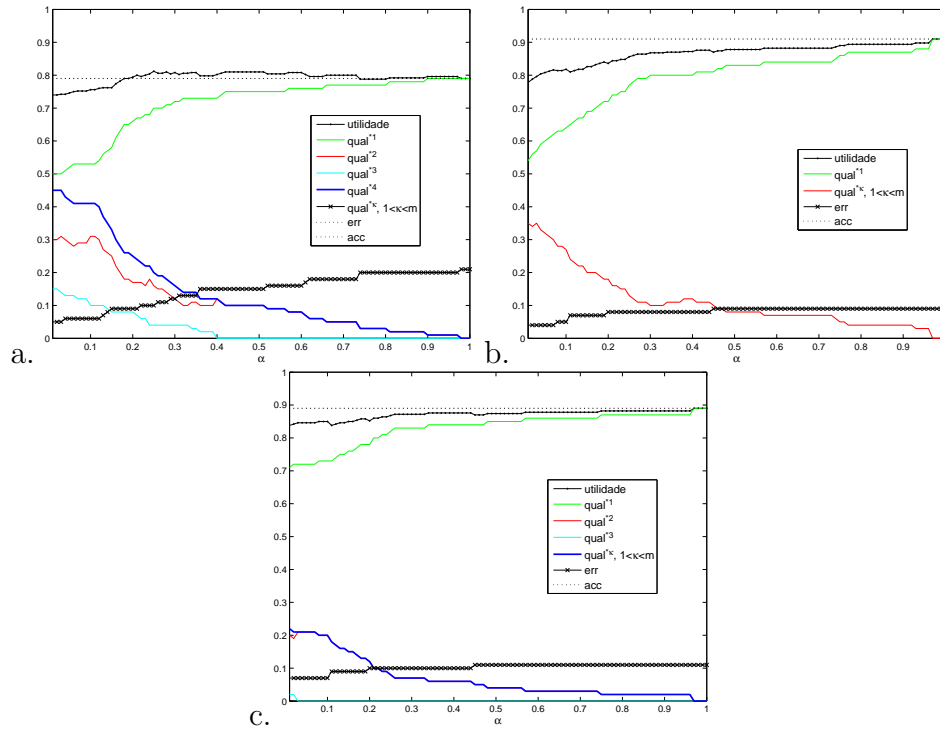 1
0.9
0.8
0.7
0.6
0.5
0.4
0.3
0.2
0.1
0
0.1 0.2 0.3 0.4 0.5 0.6 0.7 0.8 0.9 1
α
utilidade
qual*1
qual*2
qual*3
qual*4
qual*κ, 1<κ<m
err
acc
a.
1
0.9
0.8
0.7
0.6
0.5
0.4
0.3
0.2
0.1
0
0.1 0.2 0.3 0.4 0.5 0.6 0.7 0.8 0.9
α
utilidade
qual*1
qual*κ, 1<κ<m
err
acc
b.
1
0.9
0.8
0.7
0.6
0.5
0.4
0.3
0.2
0.1
0
0.1 0.2 0.3 0.4 0.5 0.6 0.7 0.8 0.9 1
α
utilidade
qual*1
qual*2
qual*3
qual*κ, 1<κ<m
err
acc
c.